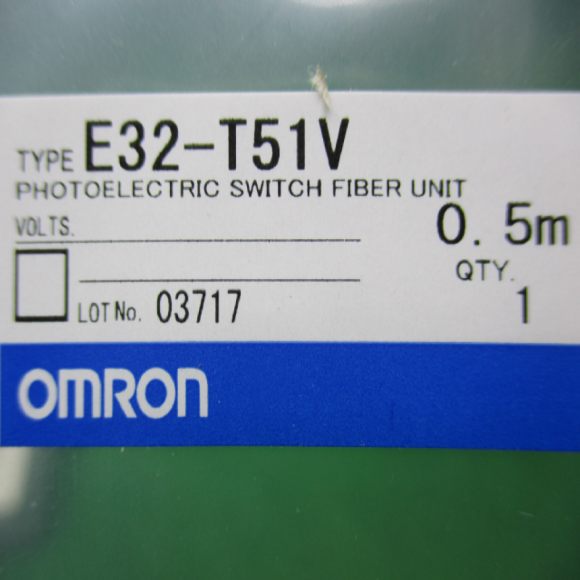 TYPE E32-T51V
PHOTOELECTRIC SWITCH FIBER UNIT
VOLTS.
0.5m
QTY.
LOT No. 03717
1
OMRON